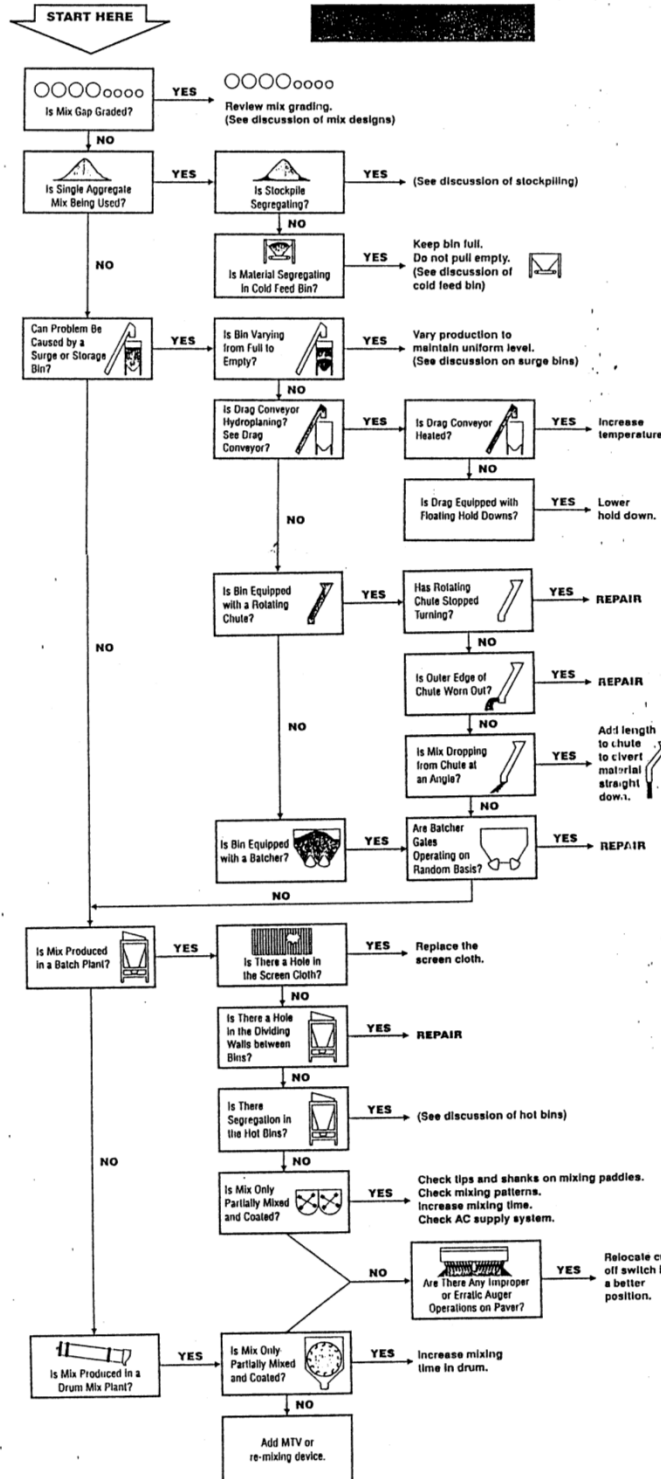 START HERE
Is Mix Gap Graded?
YES
Review mix grading.
(See discussion of mix designs)
NO
Is Single Aggregate
Mix Being Used?
YES
Is Stockpile
Segregating?
YES
(See discussion of stockpiling)
NO
NO
Is Material Segregating
In Cold Feed Bin?
YES
Keep bin full.
Do not pull empty.
(See discussion of
cold feed bin)
Can Problem Be
Caused by a
Surge or Storage
Bin?
YES
Is Bin Varying
from Full to
Empty?
YES
Vary production to
maintain uniform level.
(See discussion on surge bins)
NO
Is Drag Conveyor
Hydroplaning?
See Drag
Conveyor?
YES
Is Drag Conveyor
Heated?
YES
Increase
temperature
NO
Is Drag Equipped with
Floating Hold Downs?
YES
Lower
hold down.
NO
Is Bin Equipped
with a Rotating
Chute?
YES
Has Rotating
Chute Stopped
Turning?
YES
REPAIR
NO
NO
Is Outer Edge of
Chute Worn Out?
YES
REPAIR
NO
NO
Is Mix Dropping
from Chute at
an Angle?
YES
Add length
to chute
to divert
material
straight
down.
NO
Is Bin Equipped
with a Batcher?
YES
Are Batcher
Gates
Operating on
Random Basis?
YES
REPAIR
NO
Is Mix Produced
in a Batch Plant?
YES
Is There a Hole in
the Screen Cloth?
YES
Replace the
screen cloth.
NO
Is There a Hole
in the Dividing
Walls between
Bins?
YES
REPAIR
NO
Is There
Segregation in
the Hot Bins?
YES
(See discussion of hot bins)
NO
NO
Is Mix Only
Partially Mixed
and Coated?
YES
Check tips and shanks on mixing paddles.
Check mixing patterns.
Increase mixing time.
Check AC supply system.
NO
Are There Any Improper
or Erratic Auger
Operations on Paver?
YES
Relocate
off switch
a better
position.
Is Mix Produced in a
Drum Mix Plant?
YES
Is Mix Only
Partially Mixed
and Coated?
YES
Increase mixing
time in drum.
NO
Add MTV or
re-mixing device.